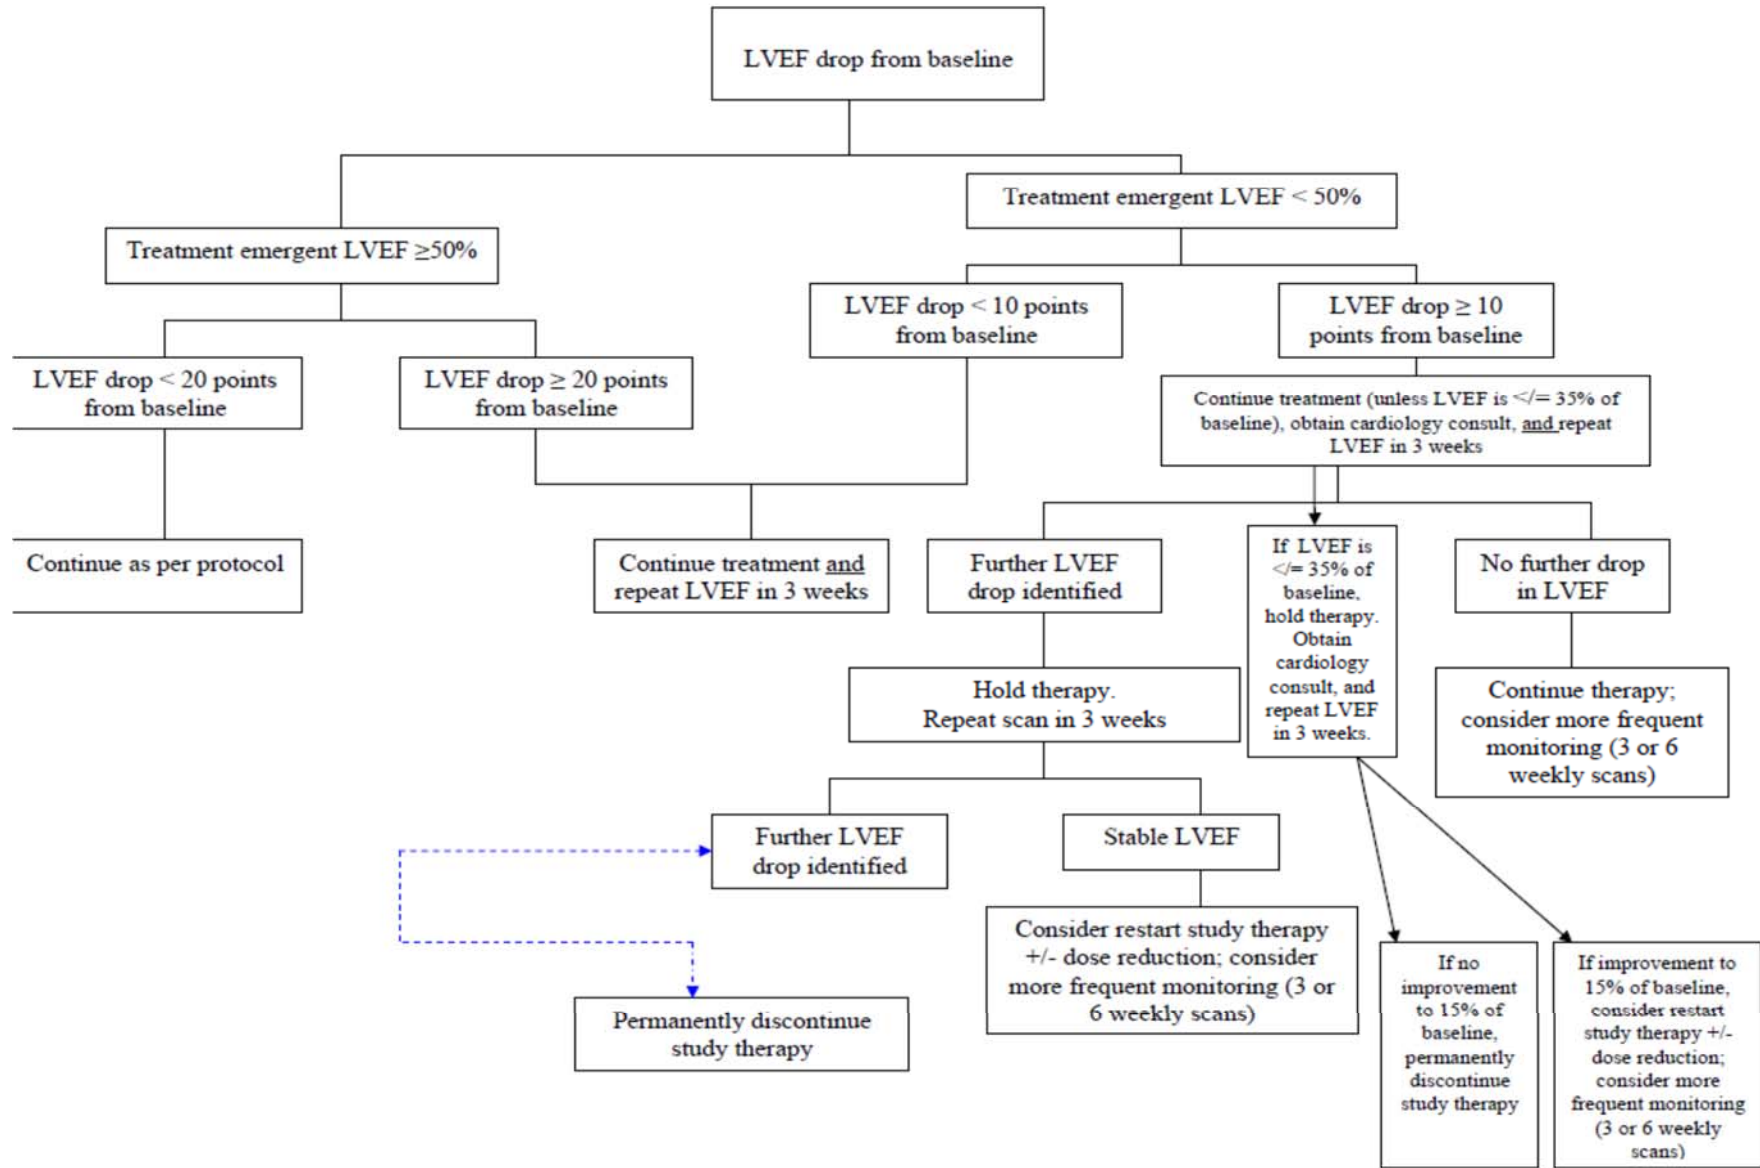 LVEF drop from baseline
Treatment emergent LVEF < 50%
Treatment emergent LVEF ≥50%
LVEF drop < 10 points
from baseline
LVEF drop ≥ 10
points from baseline
LVEF drop < 20 points
from baseline
LVEF drop ≥ 20 points
from baseline
Continue treatment (unless LVEF is </= 35% of
baseline), obtain cardiology consult, and repeat
LVEF in 3 weeks
Continue as per protocol
Continue treatment and
repeat LVEF in 3 weeks
Further LVEF
drop identified
If LVEF is
</= 35% of
baseline,
hold therapy.
Obtain
cardiology
consult, and
repeat LVEF
in 3 weeks.
No further drop
in LVEF
Hold therapy.
Repeat scan in 3 weeks
Continue therapy;
consider more frequent
monitoring (3 or 6
weekly scans)
Further LVEF
drop identified
Stable LVEF
Consider restart study therapy
+/- dose reduction; consider
more frequent monitoring (3 or
6 weekly scans)
Permanently discontinue
study therapy
If no
improvement
to 15% of
baseline,
permanently
discontinue
study therapy
If improvement to
15% of baseline,
consider restart
study therapy +/-
dose reduction;
consider more
frequent monitoring
(3 or 6 weekly
scans)